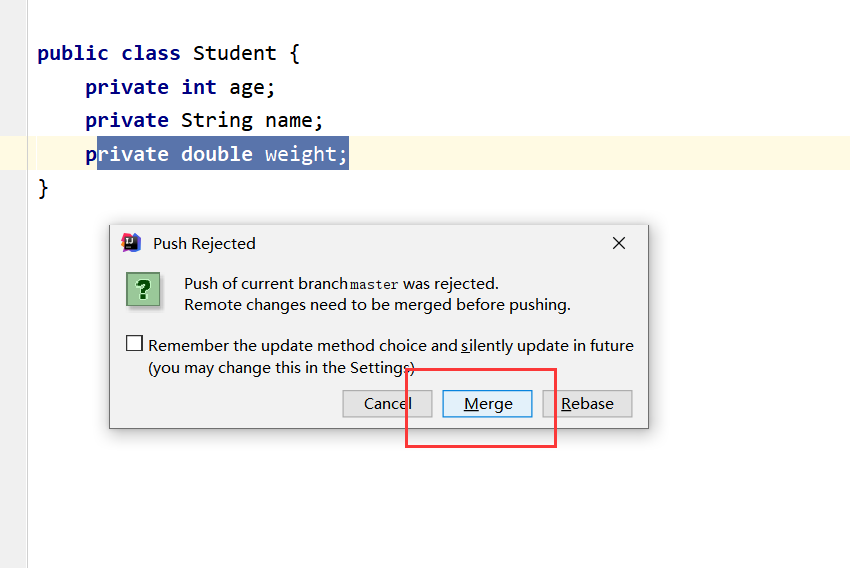 public class Student {
private int age;
private String name;
private double weight;
}
Push Rejected
Push of current branch master was rejected.
Remote changes need to be merged before pushing.
Remember the update method choice and silently update in future
(you may change this in the Settings)
Cancel Merge Rebase